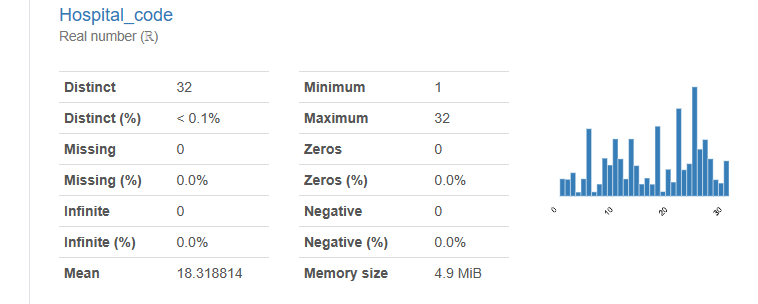 Hospital_code
Real number (ℝ)
Distinct 32 Minimum 1
Distinct (%) < 0.1% Maximum 32
Missing 0 Zeros 0
Missing (%) 0.0% Zeros (%) 0.0%
Infinite 0 Negative 0
Infinite (%) 0.0% Negative (%) 0.0%
Mean 18.318814 Memory size 4.9 MiB
0 10 20 30